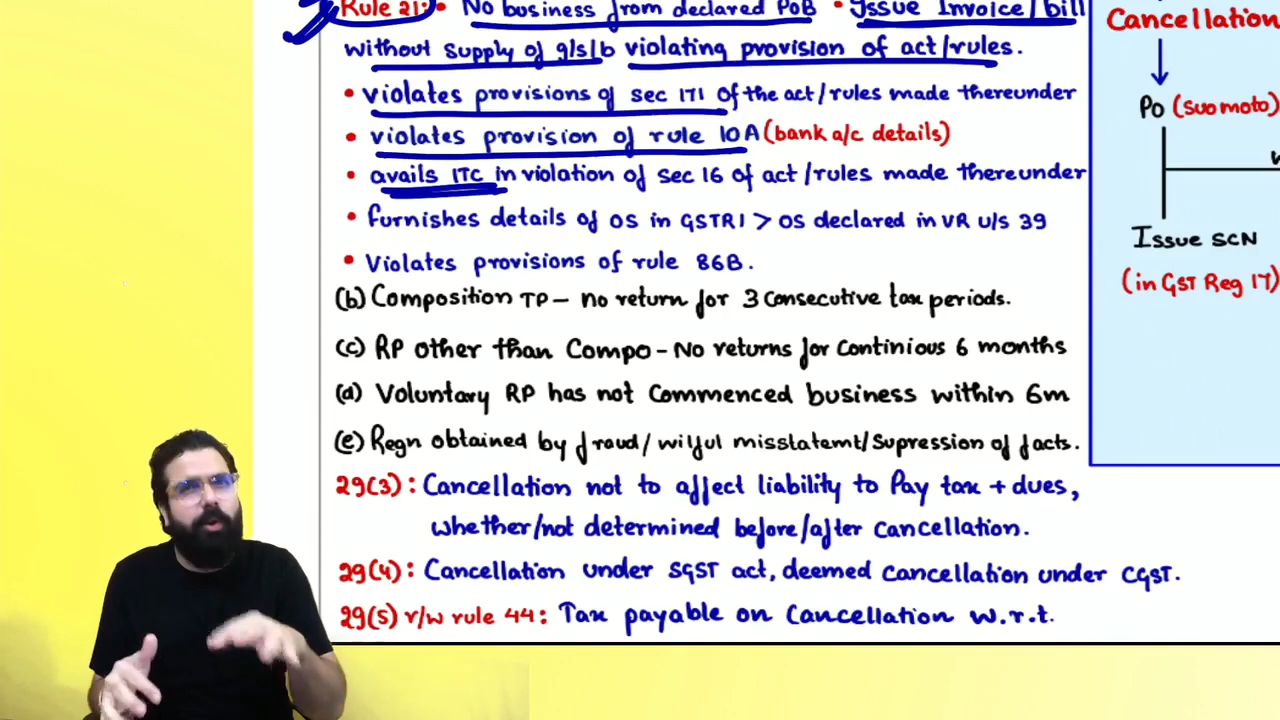 Rule 21: • No business from declared PoB • Issue Invoice/bill
without supply of g/s/b violating provision of act/rules.
• violates provisions of sec 171 of the act/rules made thereunder
• violates provision of rule 10A (bank a/c details)
• avails ITC in violation of sec 16 of act/rules made thereunder
• furnishes details of OS in GSTR1 > OS declared in VR u/s 39
• Violates provisions of rule 86B.
(b) Composition TP – no return for 3 consecutive tax periods.
(c) RP other than Compo – No returns for Continious 6 months
(d) Voluntary RP has not Commenced business within 6m
(e) Regn obtained by fraud/ wilful misstatemt/Supression of facts.
29(3): Cancellation not to affect liability to Pay tax + dues,
whether/not determined before/after cancellation.
29(4): Cancellation under SGST act, deemed cancellation under CGST.
29(5) r/w rule 44: Tax payable on Cancellation w.r.t.
Cancellation
PO (suo moto)
Issue SCN
(in GST Reg 17)